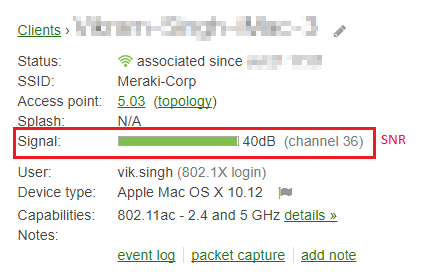 Clients ›
Status: associated since
SSID: Meraki-Corp
Access point: 5.03 (topology)
Splash: N/A
Signal: 40dB (channel 36) SNR
User: vik.singh (802.1X login)
Device type: Apple Mac OS X 10.12
Capabilities: 802.11ac - 2.4 and 5 GHz details »
Notes:
event log packet capture add note